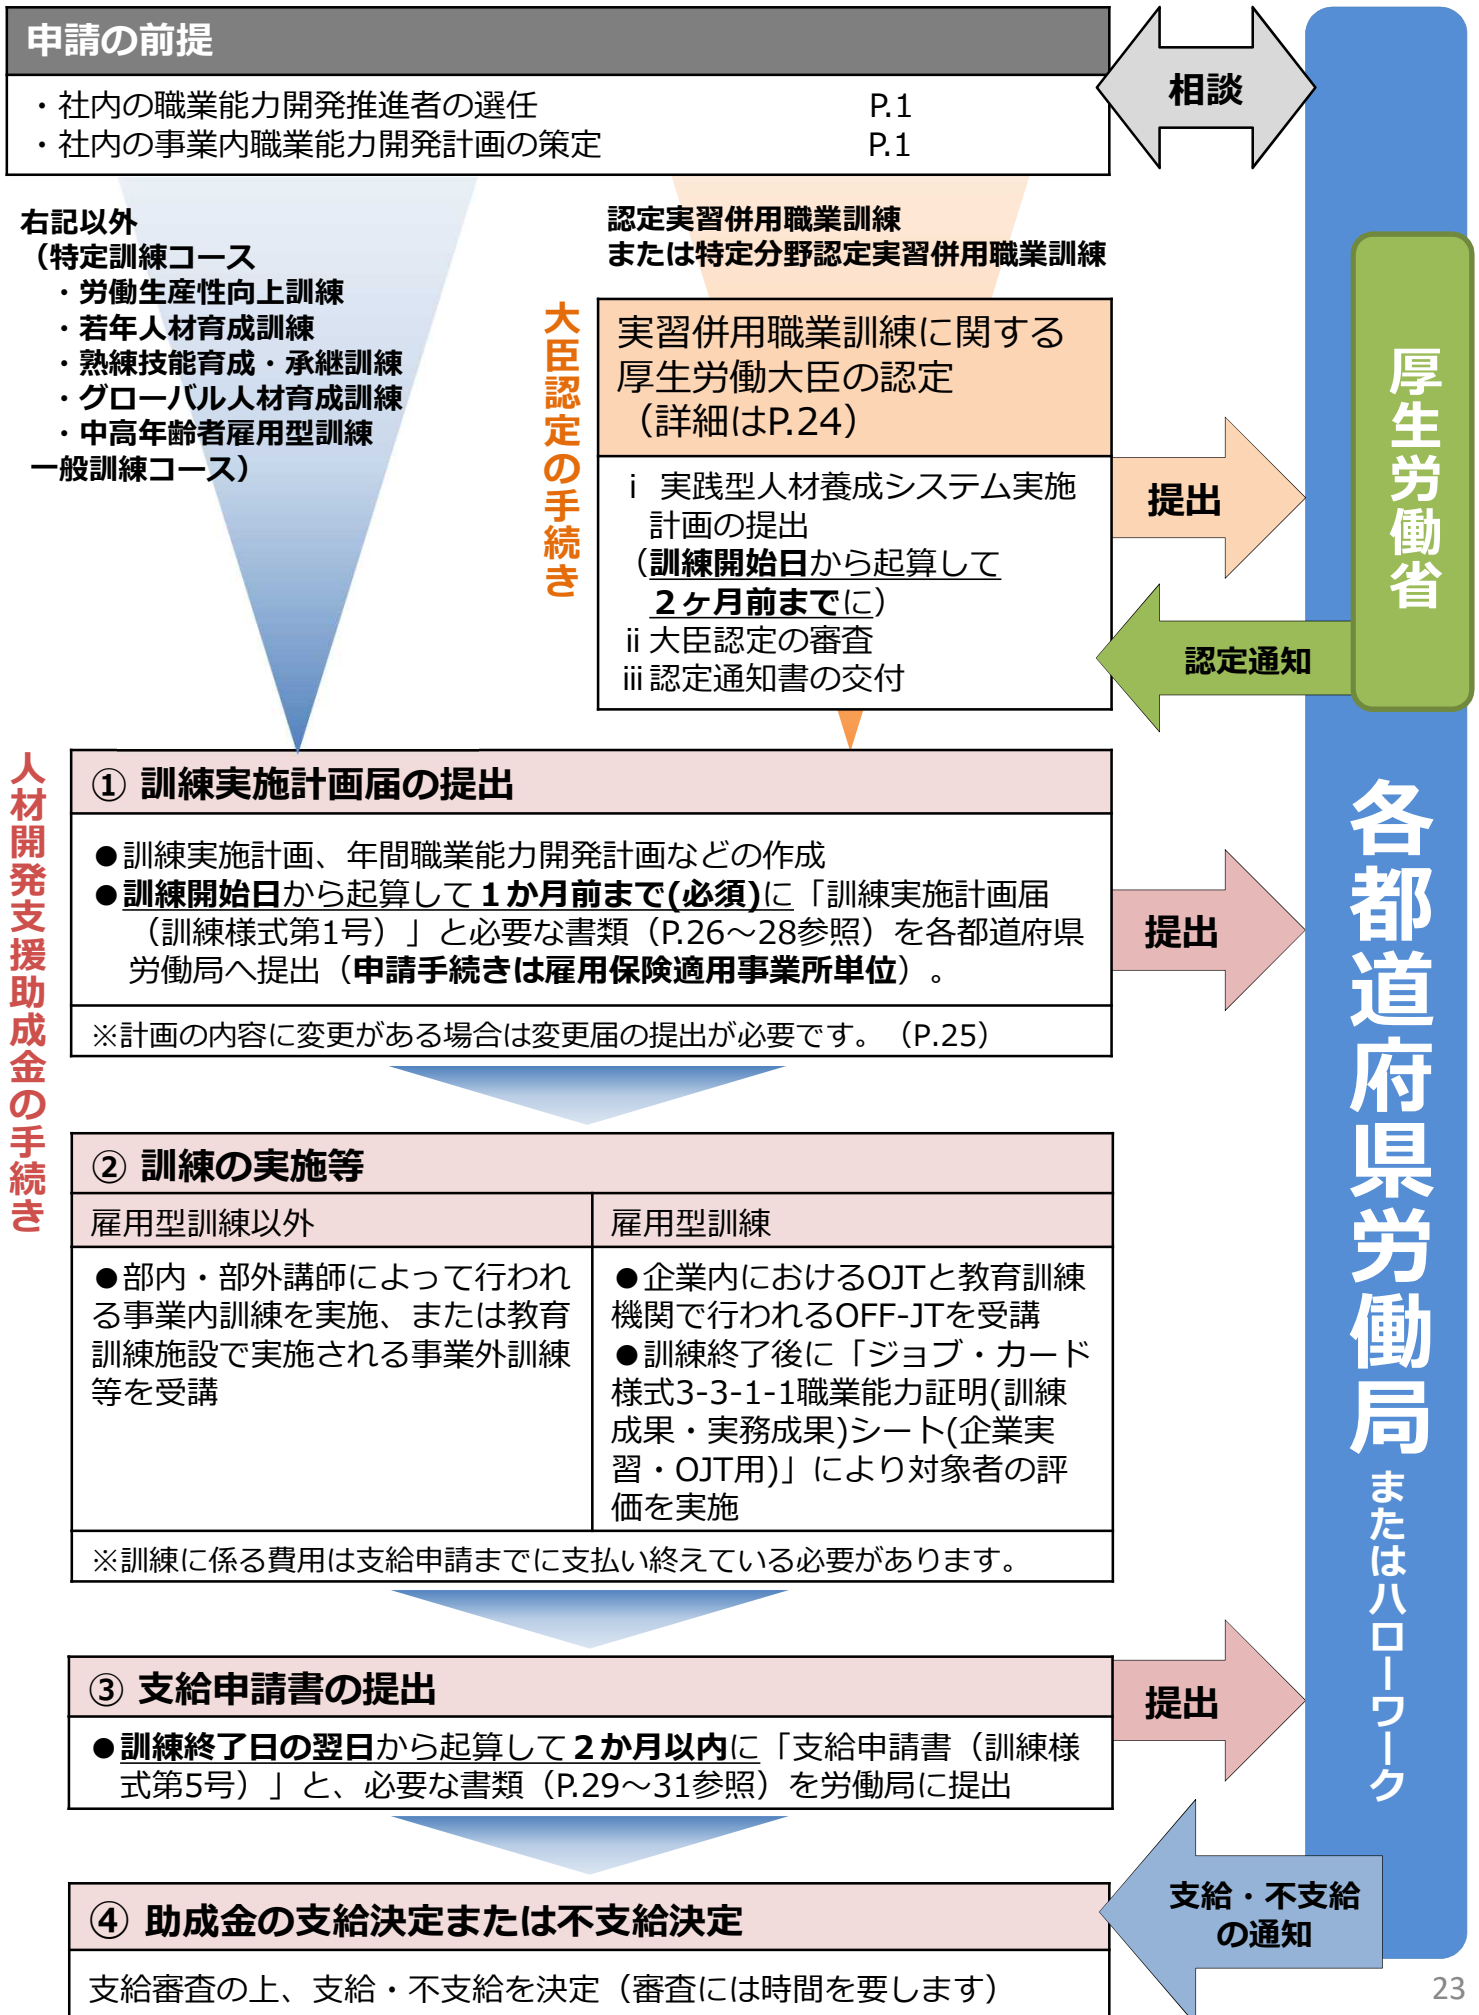 申請の前提
・社内の職業能力開発推進者の選任 P.1
・社内の事業内職業能力開発計画の策定 P.1
相談
右記以外
（特定訓練コース
・労働生産性向上訓練
・若年人材育成訓練
・熟練技能育成・承継訓練
・グローバル人材育成訓練
・中高年齢者雇用型訓練
一般訓練コース）
認定実習併用職業訓練
または特定分野認定実習併用職業訓練
大臣認定の手続き
実習併用職業訓練に関する
厚生労働大臣の認定
（詳細はP.24）
ⅰ 実践型人材養成システム実施
計画の提出
（訓練開始日から起算して
２ヶ月前までに）
ⅱ 大臣認定の審査
ⅲ 認定通知書の交付
提出
認定通知
厚生労働省
各都道府県労働局またはハローワーク
人材開発支援助成金の手続き
① 訓練実施計画届の提出
●訓練実施計画、年間職業能力開発計画などの作成
●訓練開始日から起算して１か月前まで(必須)に「訓練実施計画届
（訓練様式第1号）」と必要な書類（P.26～28参照）を各都道府県
労働局へ提出（申請手続きは雇用保険適用事業所単位）。
※計画の内容に変更がある場合は変更届の提出が必要です。（P.25）
提出
② 訓練の実施等
雇用型訓練以外
●部内・部外講師によって行われ
る事業内訓練を実施、または教育
訓練施設で実施される事業外訓練
等を受講
雇用型訓練
●企業内におけるOJTと教育訓練
機関で行われるOFF-JTを受講
●訓練終了後に「ジョブ・カード
様式3-3-1-1職業能力証明(訓練
成果・実務成果)シート(企業実
習・OJT用)」により対象者の評
価を実施
※訓練に係る費用は支給申請までに支払い終えている必要があります。
③ 支給申請書の提出
●訓練終了日の翌日から起算して２か月以内に「支給申請書（訓練様
式第5号）」と、必要な書類（P.29～31参照）を労働局に提出
提出
④ 助成金の支給決定または不支給決定
支給審査の上、支給・不支給を決定（審査には時間を要します）
支給・不支給
の通知
23